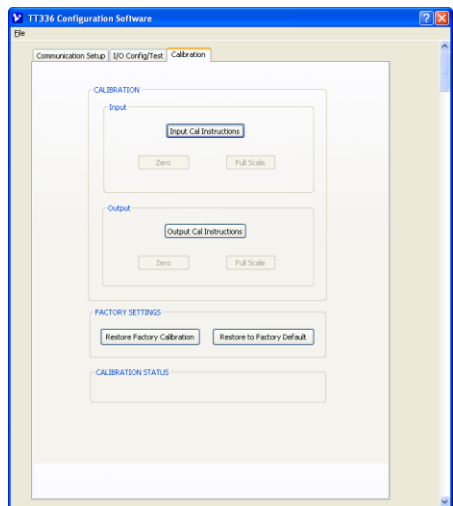 TT336 Configuration Software
File
Communication Setup I/O Config/Test Calibration
CALIBRATION
Input
Input Cal Instructions
Zero Full Scale
Output
Output Cal Instructions
Zero Full Scale
FACTORY SETTINGS
Restore Factory Calibration Restore to Factory Default
CALIBRATION STATUS